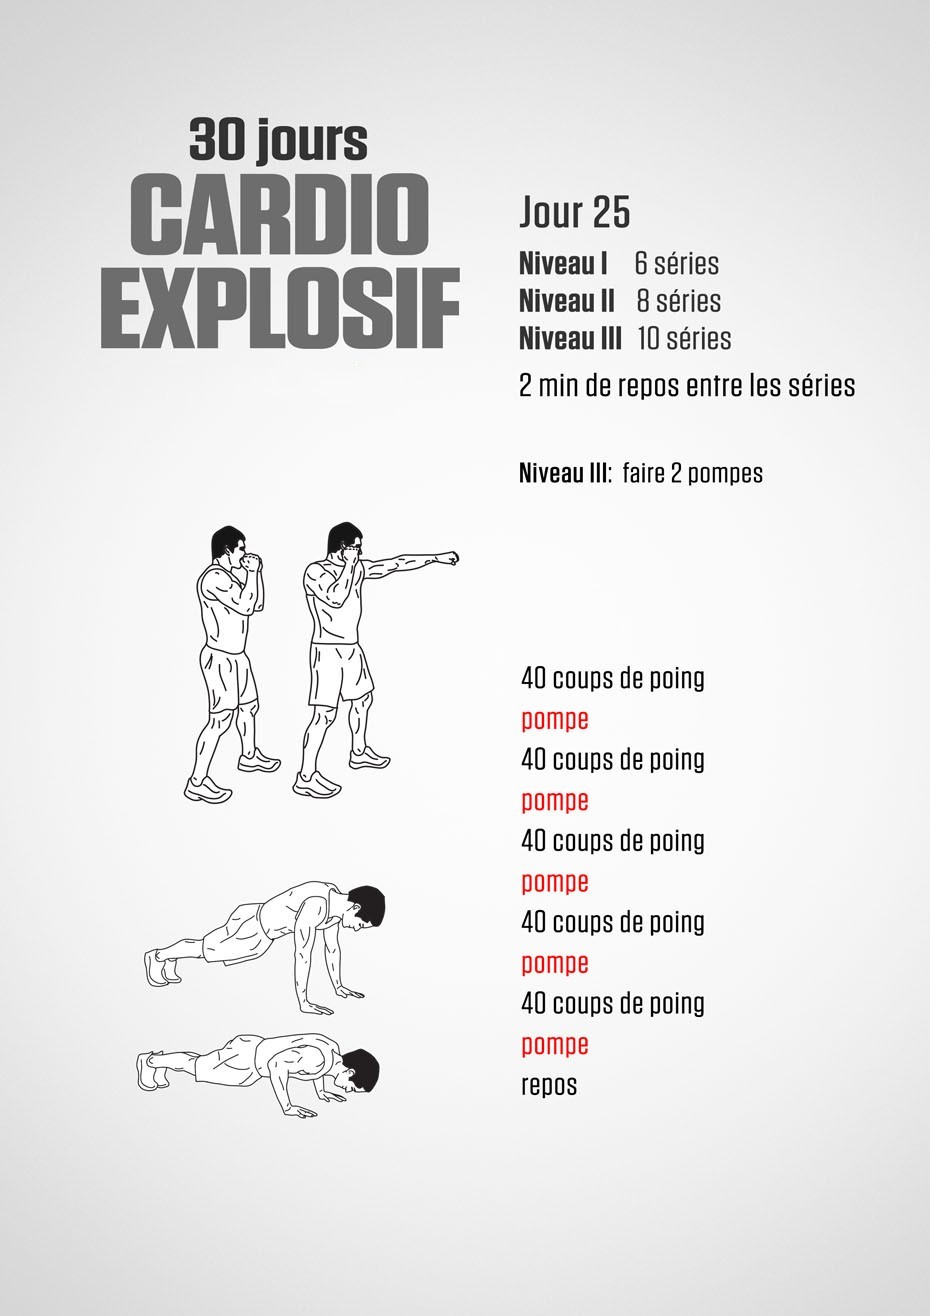 30 jours
CARDIO
EXPLOSIF
Jour 25
Niveau I 6 séries
Niveau II 8 séries
Niveau III 10 séries
2 min de repos entre les séries
Niveau III: faire 2 pompes
40 coups de poing
pompe
40 coups de poing
pompe
40 coups de poing
pompe
40 coups de poing
pompe
40 coups de poing
pompe
repos